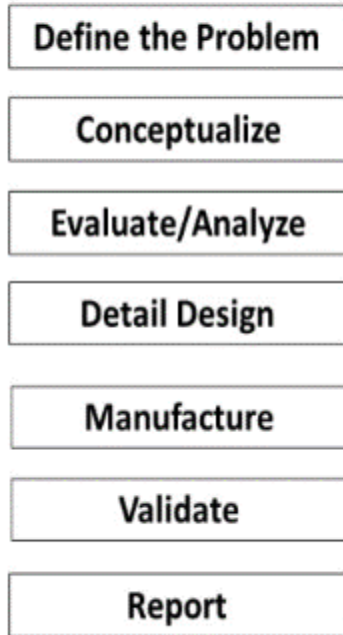 Define the Problem
Conceptualize
Evaluate/Analyze
Detail Design
Manufacture
Validate
Report